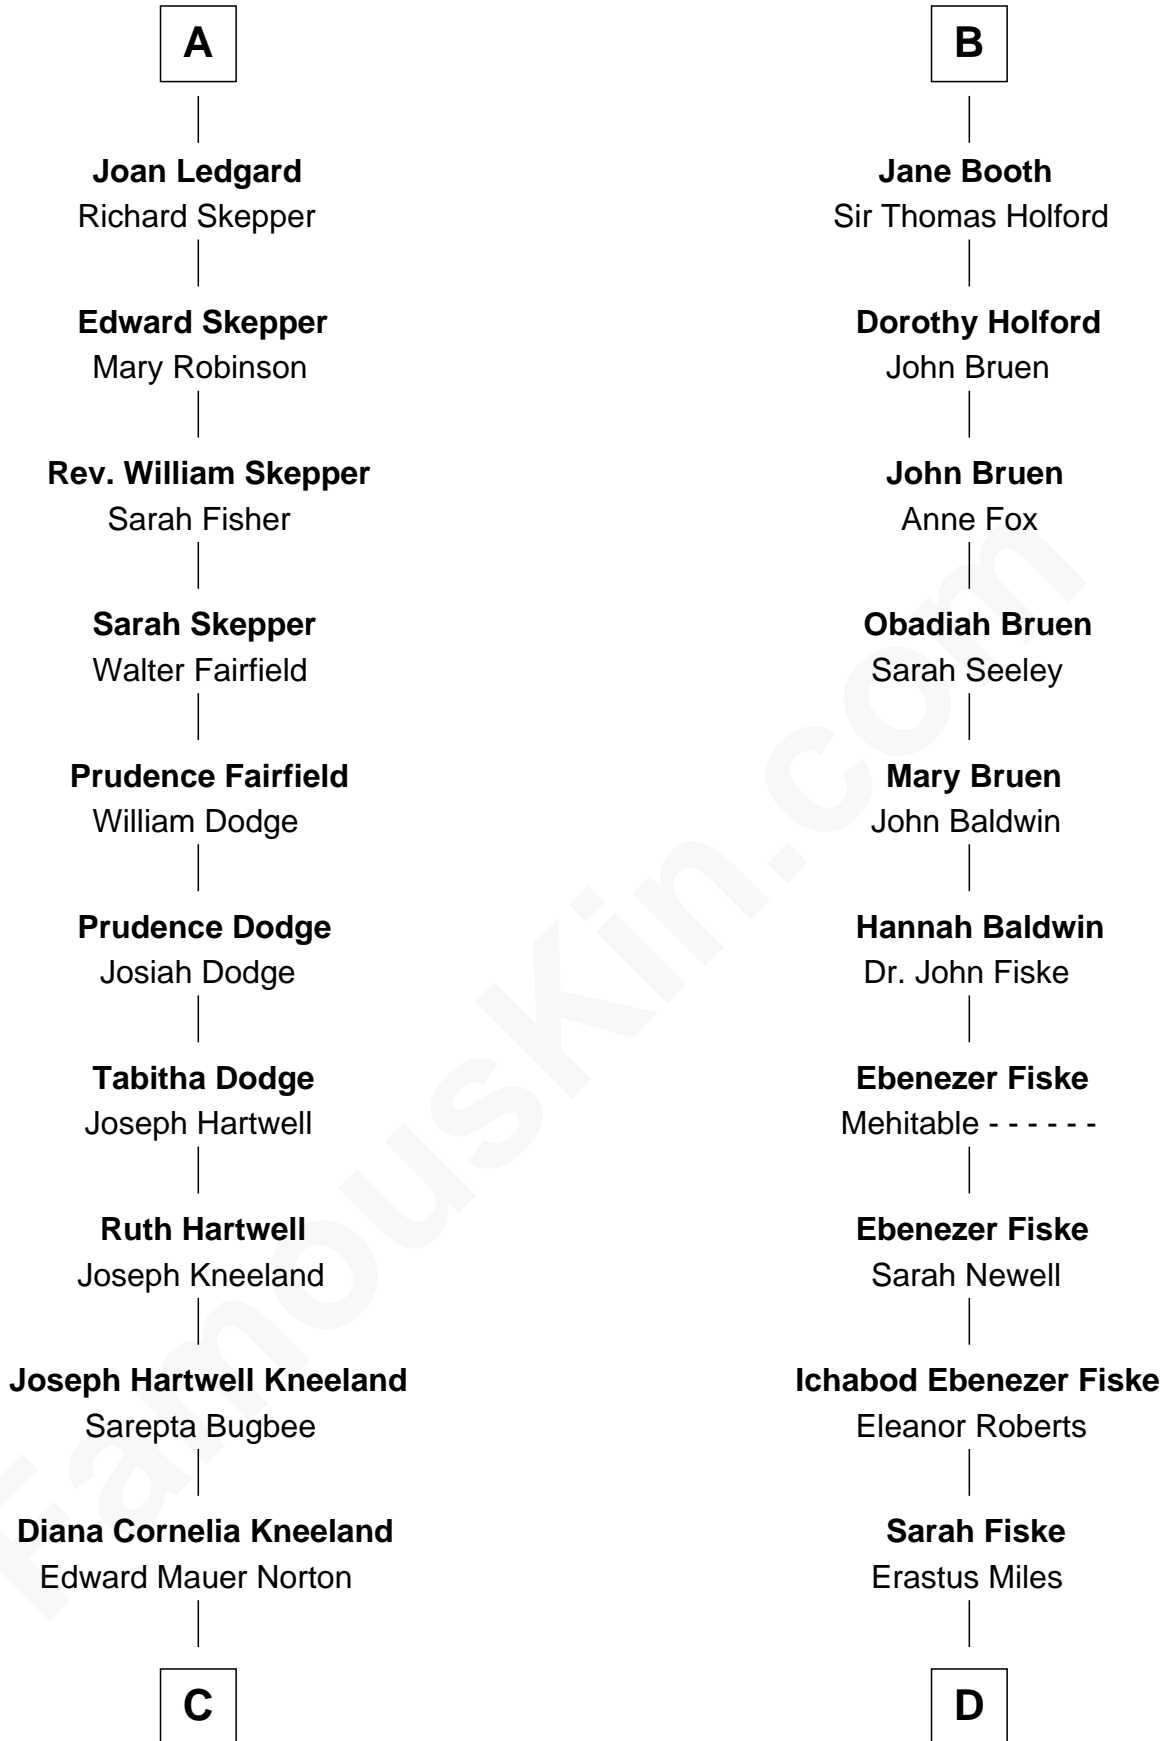 A
Joan Ledgard
Richard Skepper
Edward Skepper
Mary Robinson
Rev. William Skepper
Sarah Fisher
Sarah Skepper
Walter Fairfield
Prudence Fairfield
William Dodge
Prudence Dodge
Josiah Dodge
Tabitha Dodge
Joseph Hartwell
Ruth Hartwell
Joseph Kneeland
Joseph Hartwell Kneeland
Sarepta Bugbee
Diana Cornelia Kneeland
Edward Mauer Norton
C
B
Jane Booth
Sir Thomas Holford
Dorothy Holford
John Bruen
John Bruen
Anne Fox
Obadiah Bruen
Sarah Seeley
Mary Bruen
John Baldwin
Hannah Baldwin
Dr. John Fiske
Ebenezer Fiske
Mehitable - - - - - -
Ebenezer Fiske
Sarah Newell
Ichabod Ebenezer Fiske
Eleanor Roberts
Sarah Fiske
Erastus Miles
D
FamousKin.com